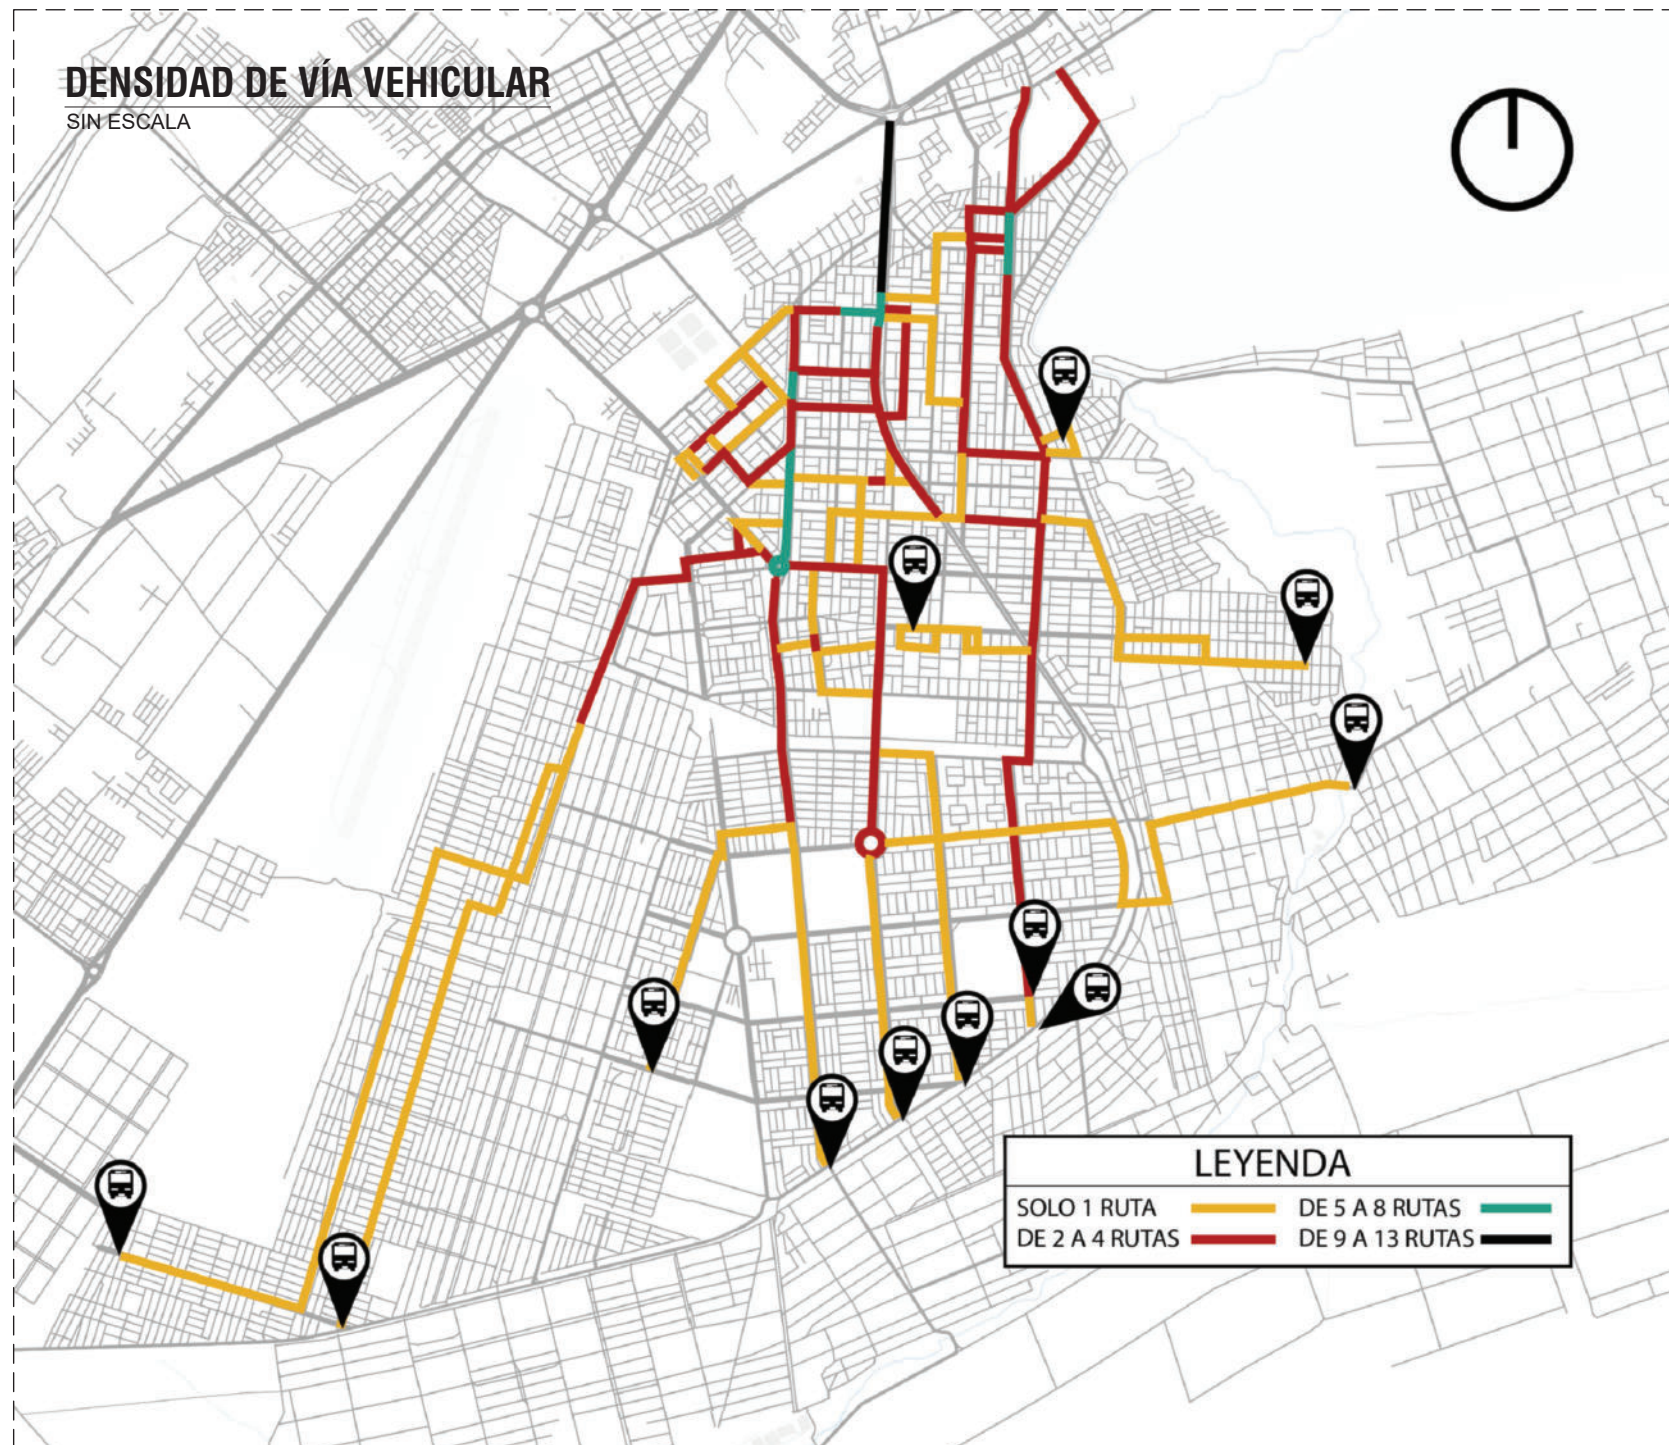 DENSIDAD DE VÍA VEHICULAR
SIN ESCALA
LEYENDA
SOLO 1 RUTA
DE 5 A 8 RUTAS
DE 2 A 4 RUTAS
DE 9 A 13 RUTAS